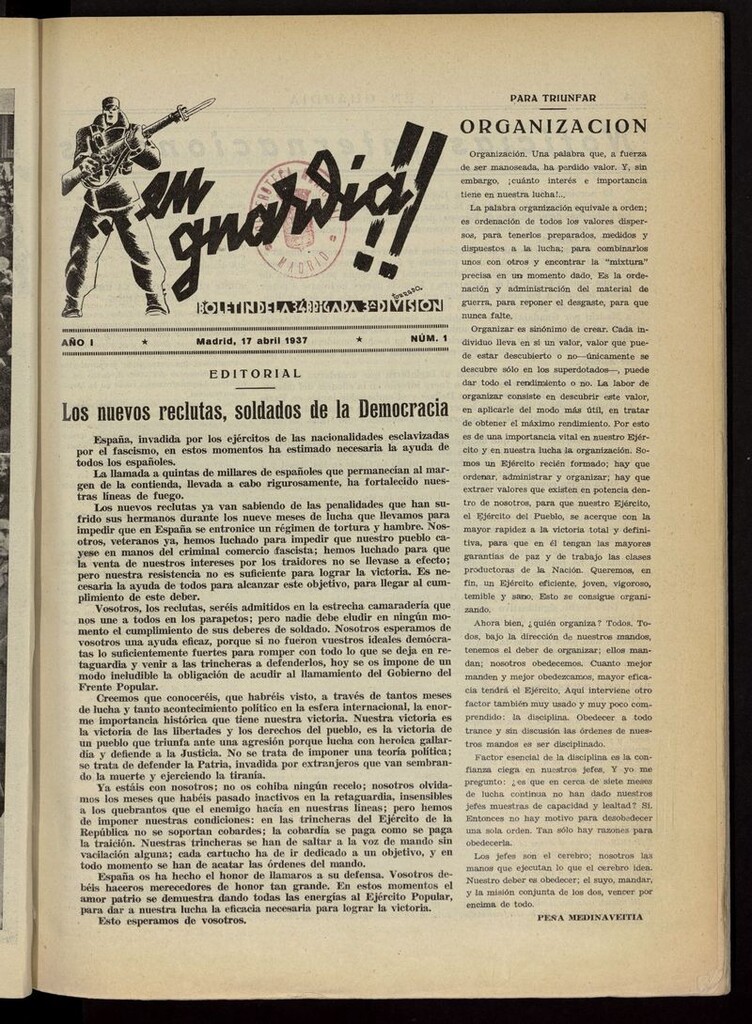 en guardia!!
BOLETIN DE LA 34 BRIGADA 3ª DIVISION
AÑO I ★ Madrid, 17 abril 1937 ★ NÚM. 1
EDITORIAL
Los nuevos reclutas, soldados de la Democracia
España, invadida por los ejércitos de las nacionalidades esclavizadas
por el fascismo, en estos momentos ha estimado necesaria la ayuda de
todos los españoles.
La llamada a quintas de millares de españoles que permanecían al mar-
gen de la contienda, llevada a cabo rigurosamente, ha fortalecido nues-
tras líneas de fuego.
Los nuevos reclutas ya van sabiendo de las penalidades que han su-
frido sus hermanos durante los nueve meses de lucha que llevamos para
impedir que en España se entronice un régimen de tortura y hambre. Nos-
otros, veteranos ya, hemos luchado para impedir que nuestro pueblo ca-
yese en manos del criminal comercio fascista; hemos luchado para que
la venta de nuestros intereses por los traidores no se llevase a efecto;
pero nuestra resistencia no es suficiente para lograr la victoria. Es ne-
cesaria la ayuda de todos para alcanzar este objetivo, para llegar al cum-
plimiento de este deber.
Vosotros, los reclutas, seréis admitidos en la estrecha camaradería que
nos une a todos en los parapetos; pero nadie debe eludir en ningún mo-
mento el cumplimiento de sus deberes de soldado. Nosotros esperamos de
vosotros una ayuda eficaz, porque si no fueron vuestros ideales demócra-
tas lo suficientemente fuertes para romper con todo lo que se deja en re-
taguardia y venir a las trincheras a defenderlos, hoy se os impone de un
modo ineludible la obligación de acudir al llamamiento del Gobierno del
Frente Popular.
Creemos que conoceréis, que habréis visto, a través de tantos meses
de lucha y tanto acontecimiento político en la esfera internacional, la enor-
me importancia histórica que tiene nuestra victoria. Nuestra victoria es
la victoria de las libertades y los derechos del pueblo, es la victoria de
un pueblo que triunfa ante una agresión porque lucha con heroica gallar-
día y defiende a la Justicia. No se trata de imponer una teoría política;
se trata de defender la Patria, invadida por extranjeros que van sembran-
do la muerte y ejerciendo la tiranía.
Ya estáis con nosotros; no os cohiba ningún recelo; nosotros olvida-
mos los meses que habéis pasado inactivos en la retaguardia, insensibles
a los quebrantos que el enemigo hacía en nuestras líneas; pero hemos
de imponer nuestras condiciones: en las trincheras del Ejército de la
República no se soportan cobardes; la cobardía se paga como se paga
la traición. Nuestras trincheras se han de saltar a la voz de mando sin
vacilación alguna; cada cartucho ha de ir dedicado a un objetivo, y en
todo momento se han de acatar las órdenes del mando.
España os ha hecho el honor de llamaros a su defensa. Vosotros de-
béis haceros merecedores de honor tan grande. En estos momentos el
amor patrio se demuestra dando todas las energías al Ejército Popular,
para dar a nuestra lucha la eficacia necesaria para lograr la victoria.
Esto esperamos de vosotros.
PARA TRIUNFAR
ORGANIZACION
Organización. Una palabra que, a fuerza
de ser manoseada, ha perdido valor. Y, sin
embargo, ¡cuánto interés e importancia
tiene en nuestra lucha!...
La palabra organización equivale a orden;
es ordenación de todos los valores disper-
sos, para tenerlos preparados, medidos y
dispuestos a la lucha; para combinarlos
unos con otros y encontrar la "mixtura"
precisa en un momento dado. Es la orde-
nación y administración del material de
guerra, para reponer el desgaste, para que
nunca falte.
Organizar es sinónimo de crear. Cada in-
dividuo lleva en sí un valor, valor que pue-
de estar descubierto o no—únicamente se
descubre sólo en los superdotados—, puede
dar todo el rendimiento o no. La labor de
organizar consiste en descubrir este valor,
en aplicarle del modo más útil, en tratar
de obtener el máximo rendimiento. Por esto
es de una importancia vital en nuestro Ejér-
cito y en nuestra lucha la organización. So-
mos un Ejército recién formado; hay que
ordenar, administrar y organizar; hay que
extraer valores que existen en potencia den-
tro de nosotros, para que nuestro Ejército,
el Ejército del Pueblo, se acerque con la
mayor rapidez a la victoria total y defini-
tiva, para que en él tengan las mayores
garantías de paz y de trabajo las clases
productoras de la Nación. Queremos, en
fin, un Ejército eficiente, joven, vigoroso,
temible y sano. Esto se consigue organi-
zando.
Ahora bien, ¿quién organiza? Todos. To-
dos, bajo la dirección de nuestros mandos,
tenemos el deber de organizar; ellos man-
dan; nosotros obedecemos. Cuanto mejor
manden y mejor obedezcamos, mayor efica-
cia tendrá el Ejército. Aquí interviene otro
factor también muy usado y muy poco com-
prendido: la disciplina. Obedecer a todo
trance y sin discusión las órdenes de nues-
tros mandos es ser disciplinado.
Factor esencial de la disciplina es la con-
fianza ciega en nuestros jefes. Y yo me
pregunto: ¿es que en cerca de siete meses
de lucha continua no han dado nuestros
jefes muestras de capacidad y lealtad? Sí.
Entonces no hay motivo para desobedecer
una sola orden. Tan sólo hay razones para
obedecerla.
Los jefes son el cerebro; nosotros las
manos que ejecutan lo que el cerebro idea.
Nuestro deber es obedecer; el suyo, mandar,
y la misión conjunta de los dos, vencer por
encima de todo.
PEÑA MEDINAVEITIA
MADRID